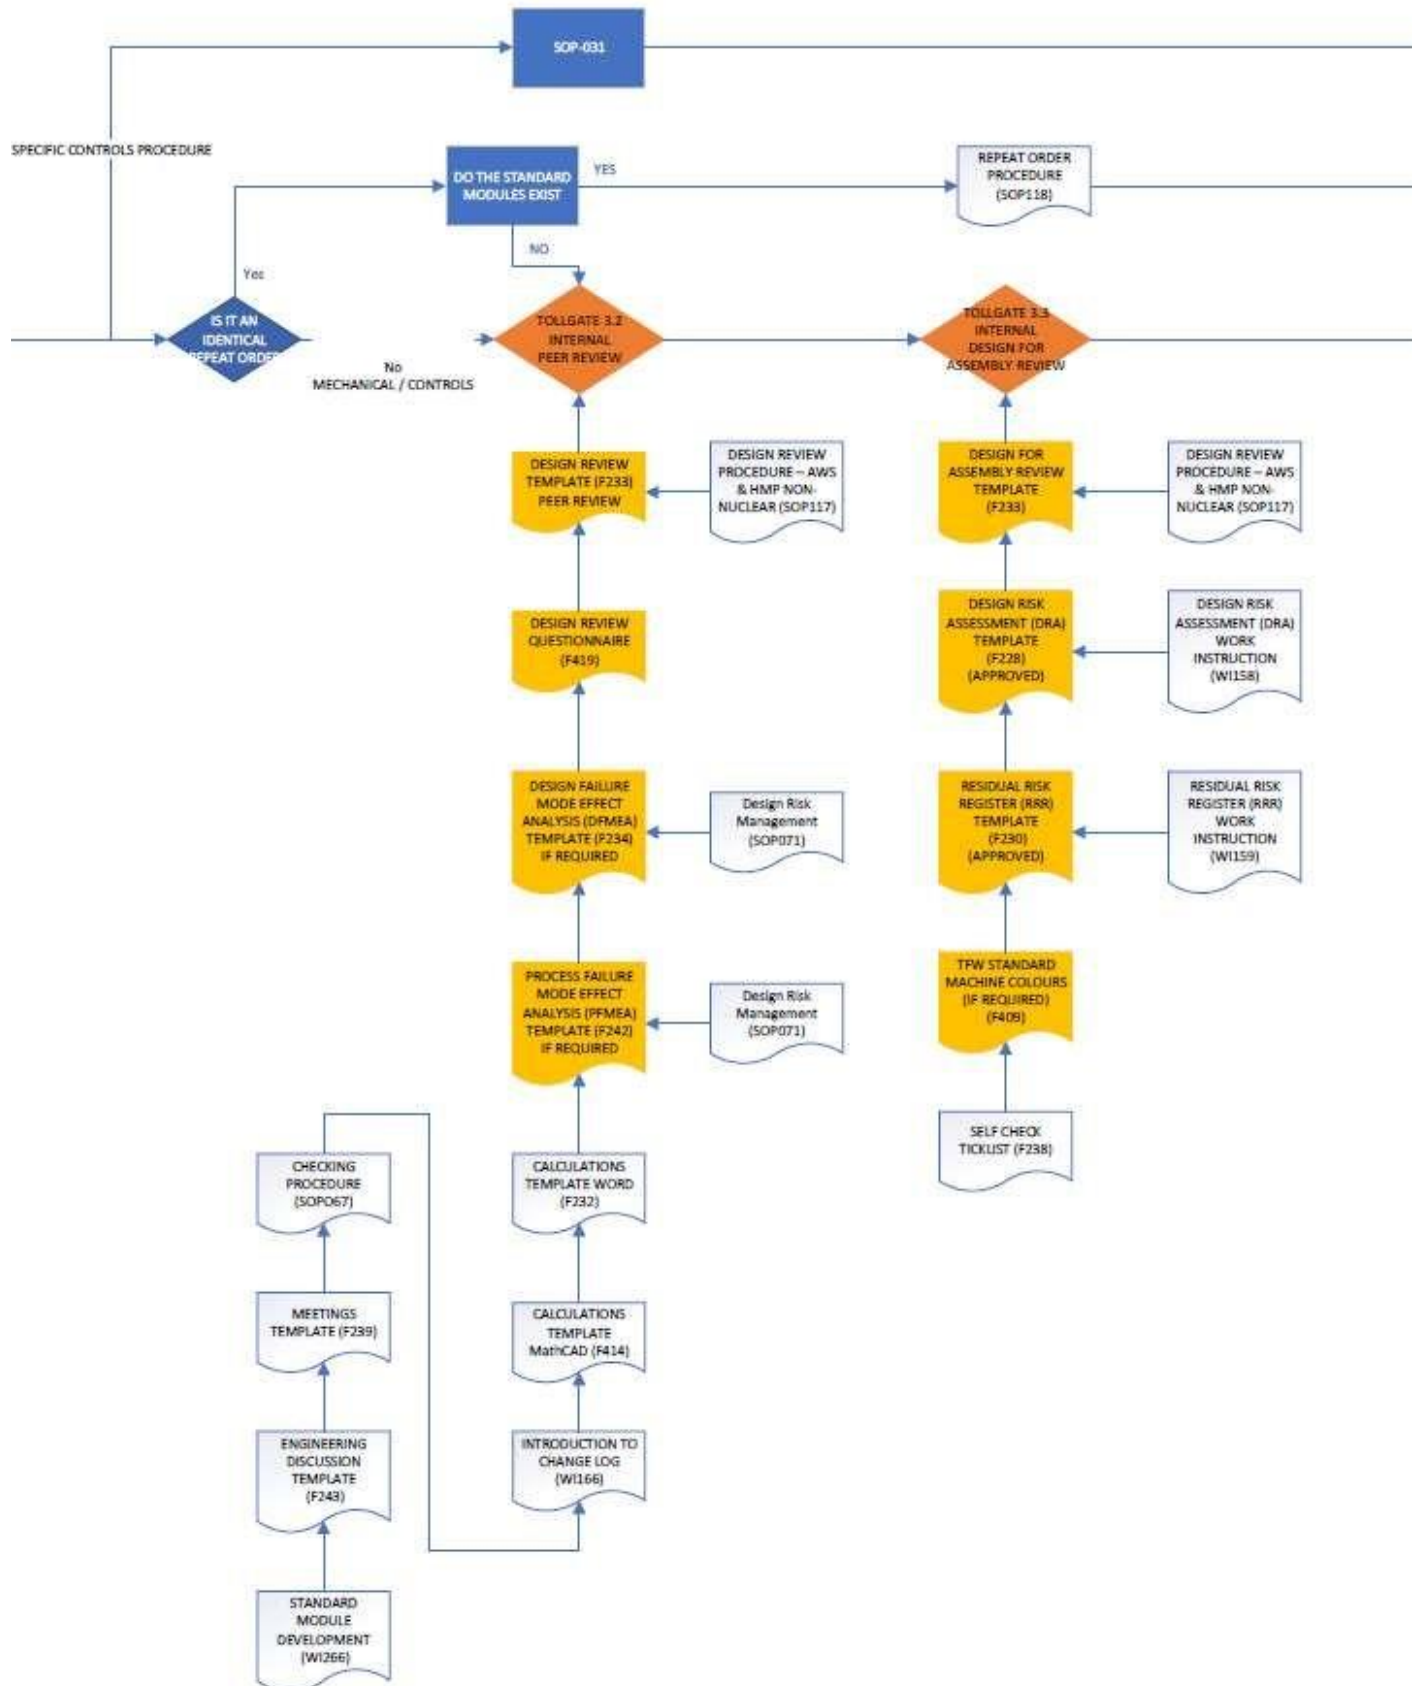 SOP-031
SPECIFIC CONTROLS PROCEDURE
DO THE STANDARD
MODULES EXIST
YES
REPEAT ORDER
PROCEDURE
(SOP118)
NO
Yes
IS IT AN
IDENTICAL
REPEAT ORDER
No
MECHANICAL / CONTROLS
TOLLGATE 3.2
INTERNAL
PEER REVIEW
TOLLGATE 3.3
INTERNAL
DESIGN FOR
ASSEMBLY REVIEW
DESIGN REVIEW
TEMPLATE (F233)
PEER REVIEW
DESIGN REVIEW
PROCEDURE – AWS
& HMP NON-
NUCLEAR (SOP117)
DESIGN FOR
ASSEMBLY REVIEW
TEMPLATE
(F233)
DESIGN REVIEW
PROCEDURE – AWS
& HMP NON-
NUCLEAR (SOP117)
DESIGN REVIEW
QUESTIONNAIRE
(F419)
DESIGN RISK
ASSESSMENT (DRA)
TEMPLATE
(F228)
(APPROVED)
DESIGN RISK
ASSESSMENT (DRA)
WORK
INSTRUCTION
(WI158)
DESIGN FAILURE
MODE EFFECT
ANALYSIS (DFMEA)
TEMPLATE (F234)
IF REQUIRED
Design Risk
Management
(SOP071)
RESIDUAL RISK
REGISTER (RRR)
TEMPLATE
(F230)
(APPROVED)
RESIDUAL RISK
REGISTER (RRR)
WORK
INSTRUCTION
(WI159)
PROCESS FAILURE
MODE EFFECT
ANALYSIS (PFMEA)
TEMPLATE (F242)
IF REQUIRED
Design Risk
Management
(SOP071)
TFW STANDARD
MACHINE COLOURS
(IF REQUIRED)
(F409)
SELF CHECK
TICKLIST (F238)
CHECKING
PROCEDURE
(SOPO67)
CALCULATIONS
TEMPLATE WORD
(F232)
MEETINGS
TEMPLATE (F239)
CALCULATIONS
TEMPLATE
MathCAD (F414)
ENGINEERING
DISCUSSION
TEMPLATE
(F243)
INTRODUCTION TO
CHANGE LOG
(WI166)
STANDARD
MODULE
DEVELOPMENT
(WI266)